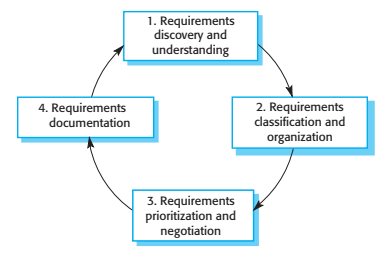 1. Requirements
discovery and
understanding
2. Requirements
classification and
organization
3. Requirements
prioritization and
negotiation
4. Requirements
documentation